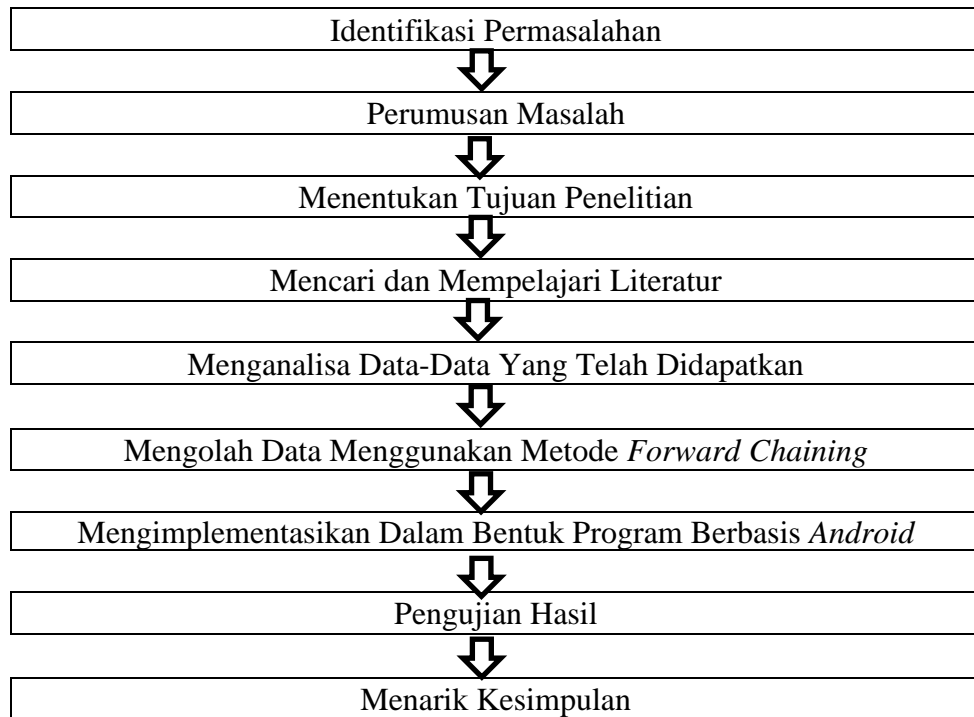 Identifikasi Permasalahan
Perumusan Masalah
Menentukan Tujuan Penelitian
Mencari dan Mempelajari Literatur
Menganalisa Data-Data Yang Telah Didapatkan
Mengolah Data Menggunakan Metode Forward Chaining
Mengimplementasikan Dalam Bentuk Program Berbasis Android
Pengujian Hasil
Menarik Kesimpulan